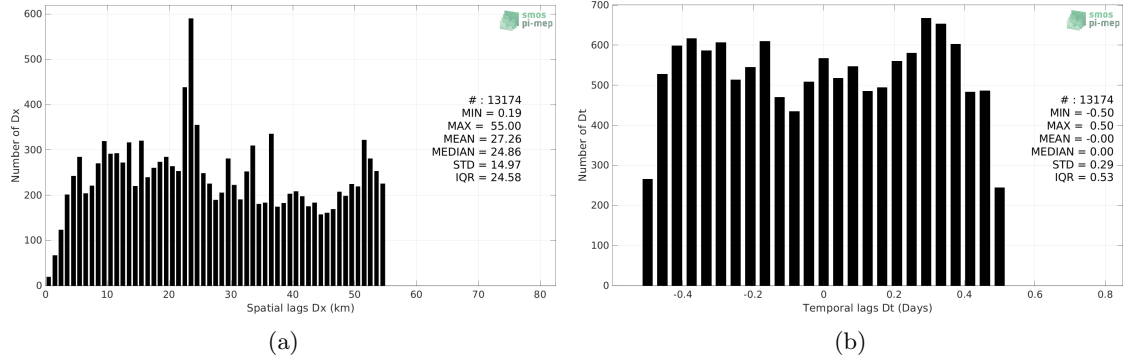 600
500
400
300
200
100
0
Number of Dx
0 10 20 30 40 50 60 70 80
Spatial lags Dx (km)
smos
pi-mep
# : 13174
MIN = 0.19
MAX = 55.00
MEAN = 27.26
MEDIAN = 24.86
STD = 14.97
IQR = 24.58
(a)
700
600
500
400
300
200
100
0
Number of Dt
-0.4 -0.2 0 0.2 0.4 0.6 0.8
Temporal lags Dt (Days)
smos
pi-mep
# : 13174
MIN = -0.50
MAX = 0.50
MEAN = -0.00
MEDIAN = 0.00
STD = 0.29
IQR = 0.53
(b)